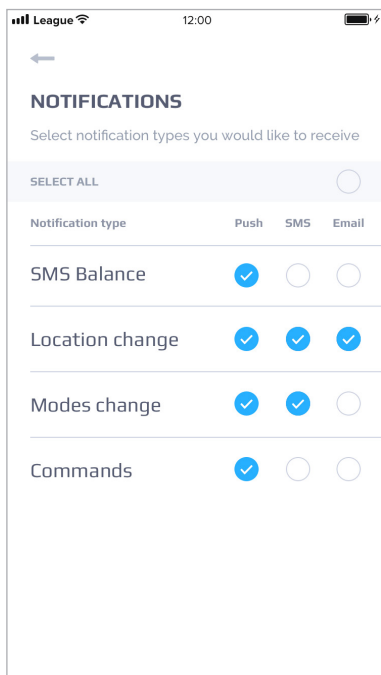 League 12:00
NOTIFICATIONS
Select notification types you would like to receive
SELECT ALL
Notification type Push SMS Email
SMS Balance
Location change
Modes change
Commands